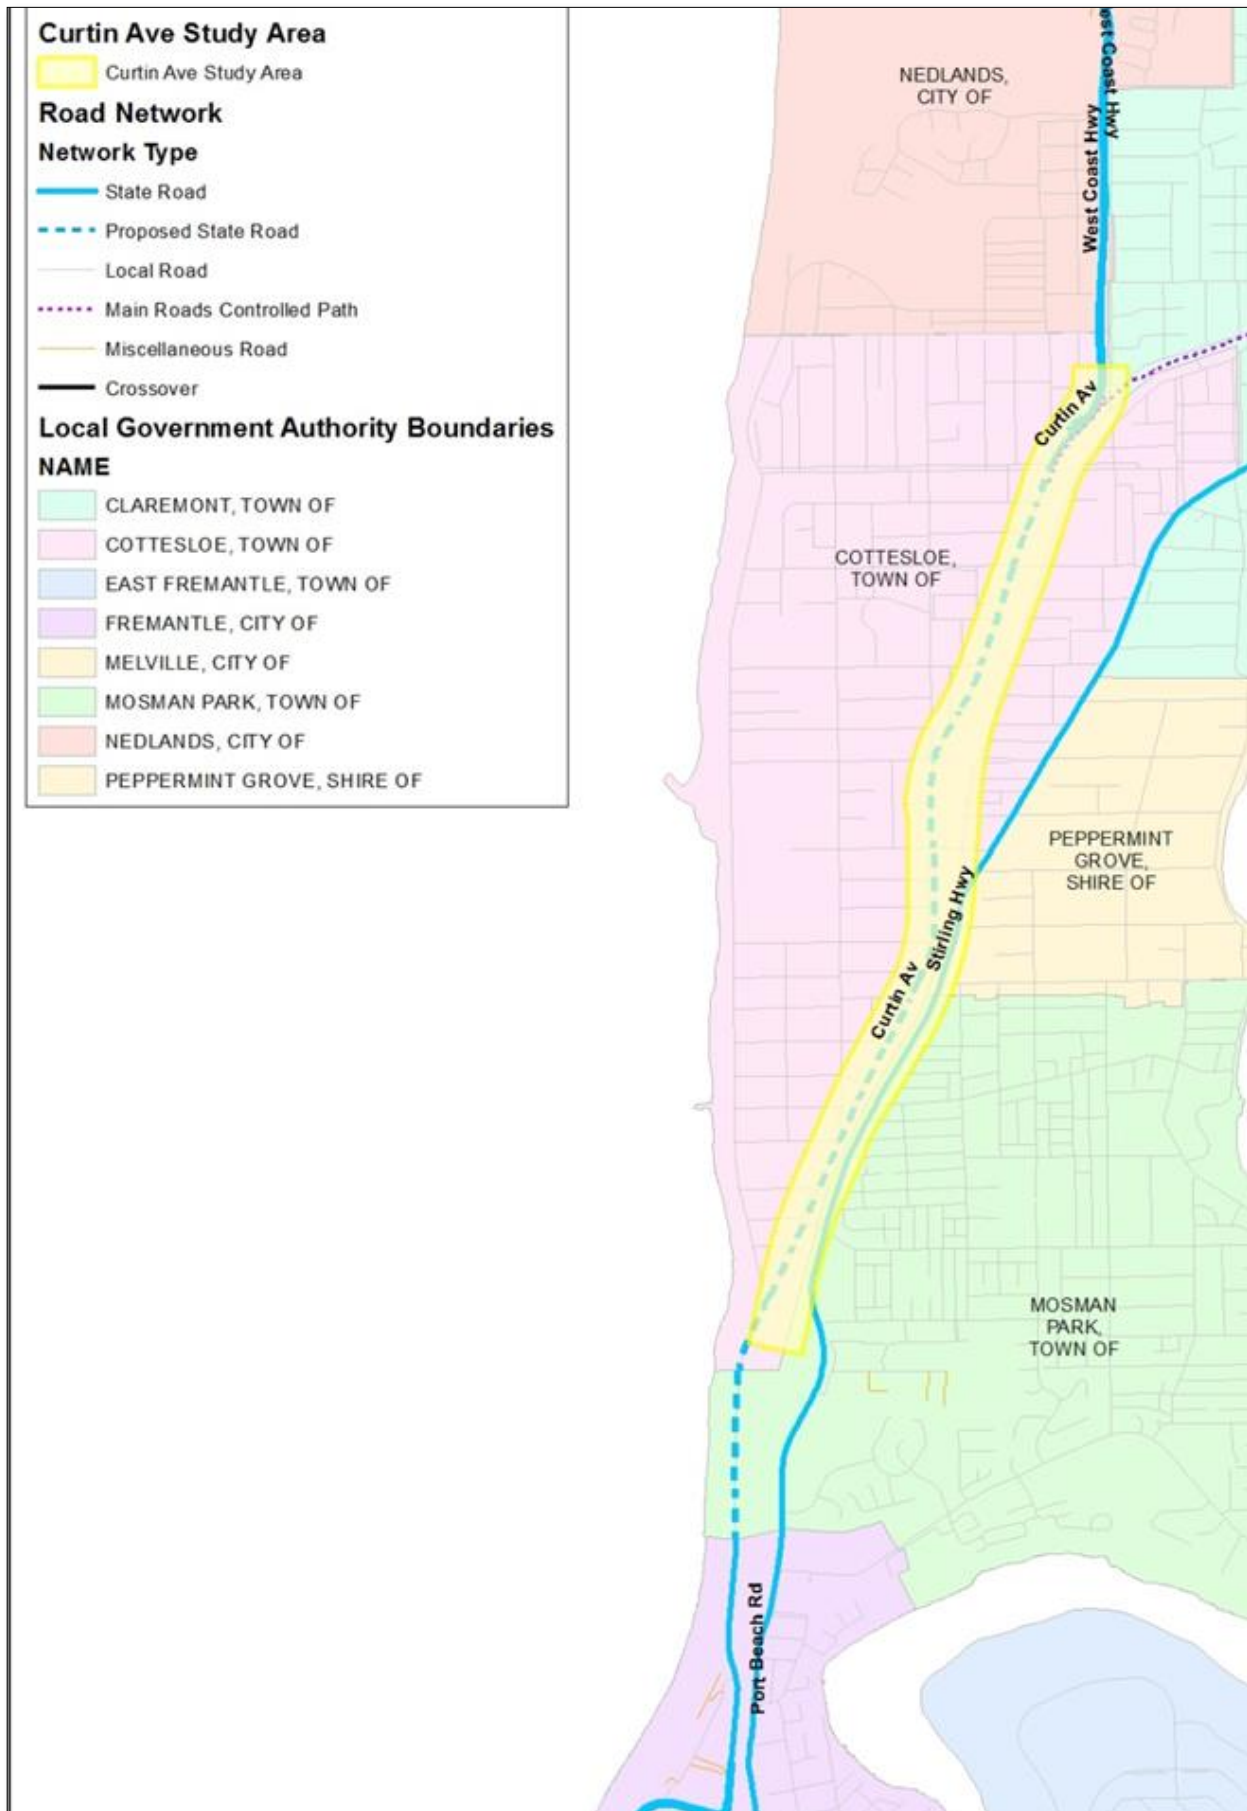 Curtin Ave Study Area
Curtin Ave Study Area
Road Network
Network Type
State Road
Proposed State Road
Local Road
Main Roads Controlled Path
Miscellaneous Road
Crossover
Local Government Authority Boundaries
NAME
CLAREMONT, TOWN OF
COTTESLOE, TOWN OF
EAST FREMANTLE, TOWN OF
FREMANTLE, CITY OF
MELVILLE, CITY OF
MOSMAN PARK, TOWN OF
NEDLANDS, CITY OF
PEPPERMINT GROVE, SHIRE OF
NEDLANDS,
CITY OF
est Coast Hwy
West Coast Hwy
Curtin Av
COTTESLOE,
TOWN OF
PEPPERMINT
GROVE,
SHIRE OF
Stirling Hwy
Curtin Av
MOSMAN
PARK,
TOWN OF
Port Beach Rd